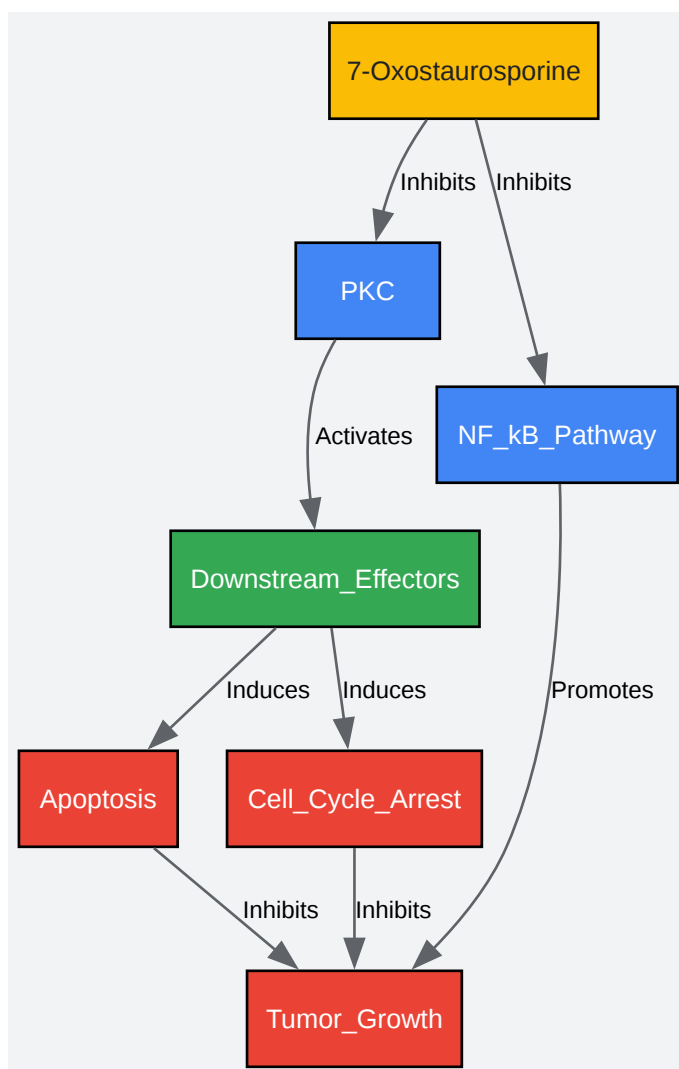 7-Oxostaurosporine
Inhibits
Inhibits
PKC
NF_kB_Pathway
Activates
Downstream_Effectors
Induces
Induces
Promotes
Apoptosis
Cell_Cycle_Arrest
Inhibits
Inhibits
Tumor_Growth